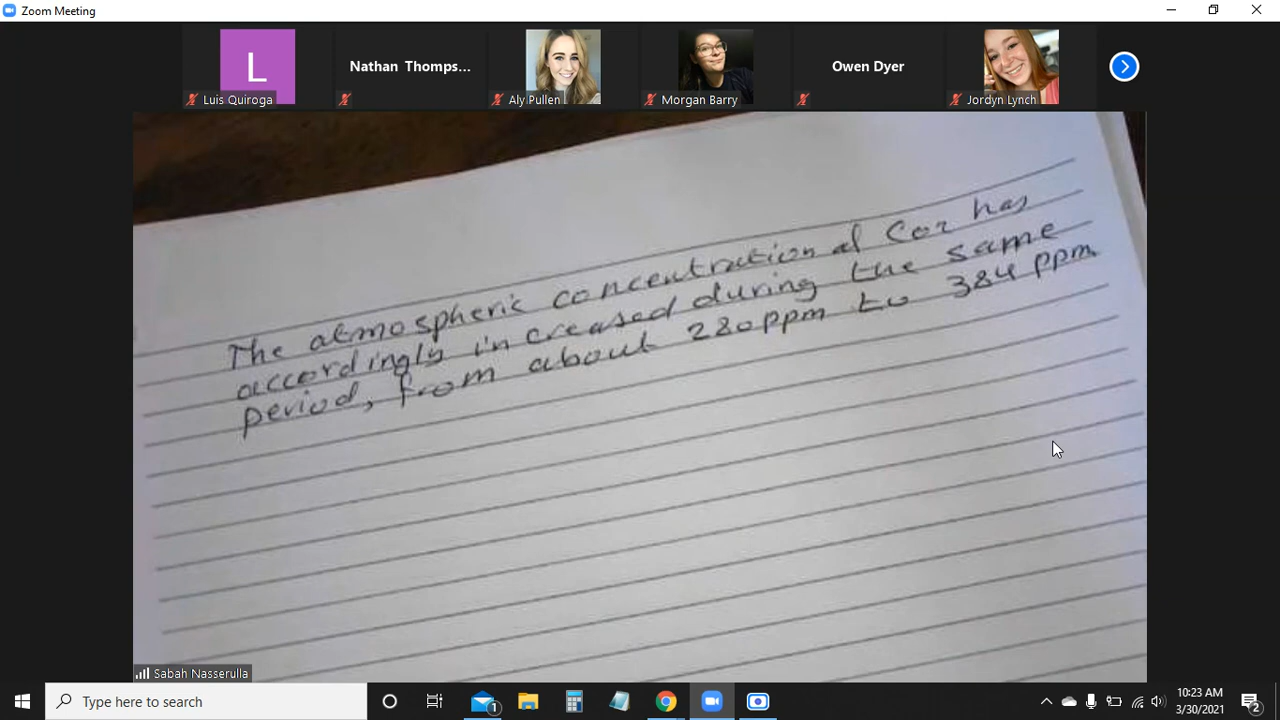 Zoom Meeting
L
Luis Quiroga
Nathan Thomps...
Aly Pullen
Morgan Barry
Owen Dyer
Jordyn Lynch
The atmospheric concentration of Co2 has
accordingly increased during the same
period, from about 280ppm to 384 ppm.
Sabah Nasserulla
Type here to search
1
10:23 AM
3/30/2021
2